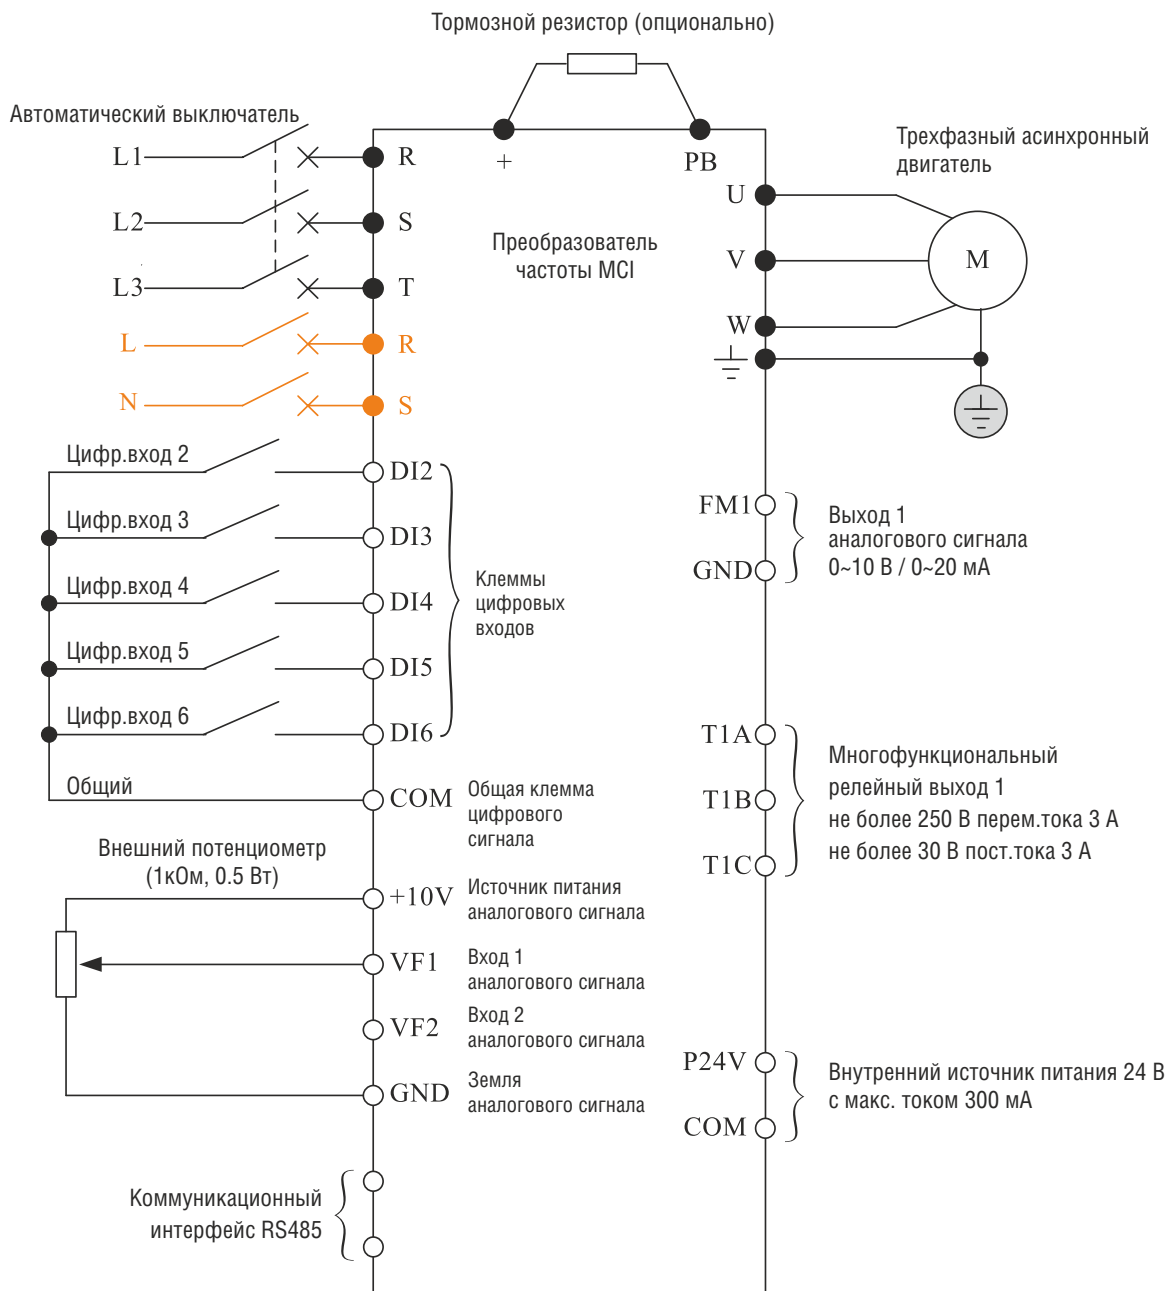 Тормозной резистор (опционально)
Автоматический выключатель
L1
R
+
PB
Трехфазный асинхронный
двигатель
U
L2
S
Преобразователь
частоты MCI
V
M
L3
T
W
L
R
N
S
Цифр.вход 2
DI2
FM1
Выход 1
аналогового сигнала
0~10 В / 0~20 мА
GND
Цифр.вход 3
DI3
Клеммы
цифровых
входов
Цифр.вход 4
DI4
Цифр.вход 5
DI5
Цифр.вход 6
DI6
T1A
Многофункциональный
релейный выход 1
не более 250 В перем.тока 3 А
не более 30 В пост.тока 3 А
T1B
T1C
Общий
COM
Общая клемма
цифрового
сигнала
Внешний потенциометр
(1кОм, 0.5 Вт)
+10V
Источник питания
аналогового сигнала
VF1
Вход 1
аналогового сигнала
VF2
Вход 2
аналогового сигнала
GND
Земля
аналогового сигнала
P24V
Внутренний источник питания 24 В
с макс. током 300 мА
COM
Коммуникационный
интерфейс RS485